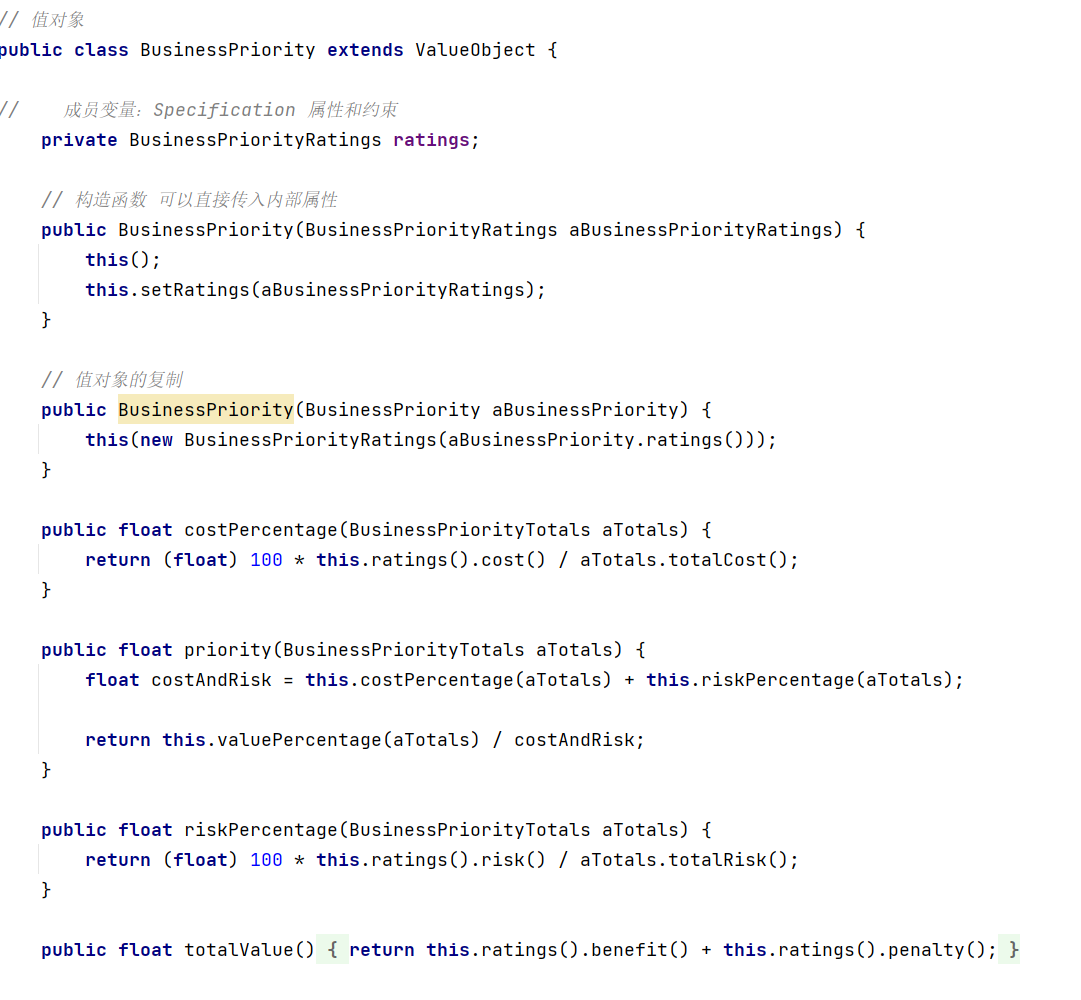 // 值对象
public class BusinessPriority extends ValueObject {
//    成员变量：Specification 属性和约束
    private BusinessPriorityRatings ratings;
    // 构造函数 可以直接传入内部属性
    public BusinessPriority(BusinessPriorityRatings aBusinessPriorityRatings) {
        this();
        this.setRatings(aBusinessPriorityRatings);
    }
    // 值对象的复制
    public BusinessPriority(BusinessPriority aBusinessPriority) {
        this(new BusinessPriorityRatings(aBusinessPriority.ratings()));
    }
    public float costPercentage(BusinessPriorityTotals aTotals) {
        return (float) 100 * this.ratings().cost() / aTotals.totalCost();
    }
    public float priority(BusinessPriorityTotals aTotals) {
        float costAndRisk = this.costPercentage(aTotals) + this.riskPercentage(aTotals);
        return this.valuePercentage(aTotals) / costAndRisk;
    }
    public float riskPercentage(BusinessPriorityTotals aTotals) {
        return (float) 100 * this.ratings().risk() / aTotals.totalRisk();
    }
    public float totalValue() { return this.ratings().benefit() + this.ratings().penalty(); }